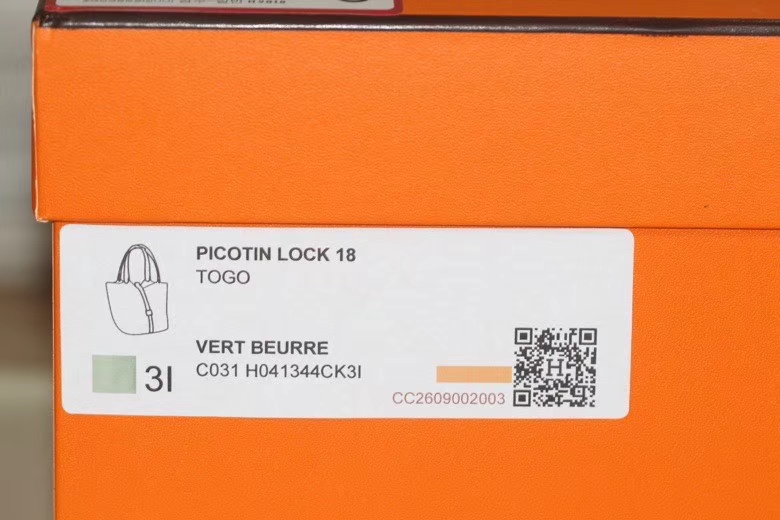 PICOTIN LOCK 18
TOGO
VERT BEURRE
3I
C031 H041344CK3I
CC2609002003
H